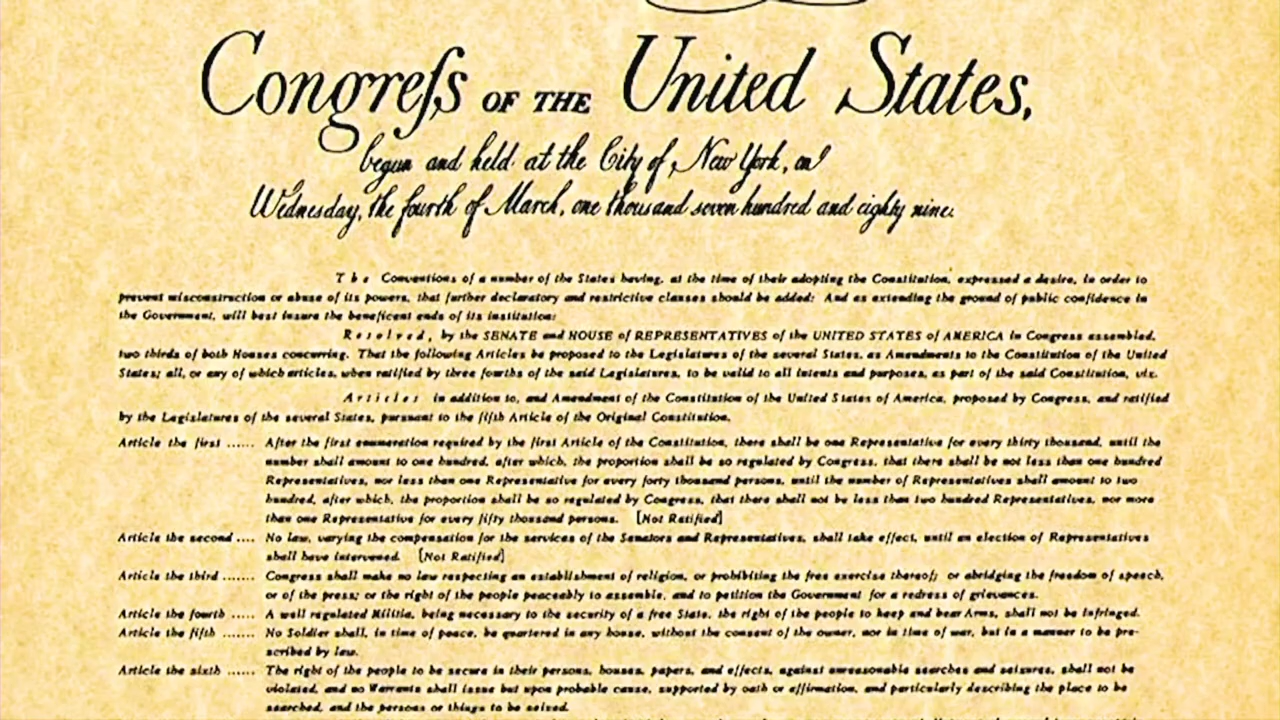 Congreſs OF THE United States,
begun and held at the City of New York, on
Wednesday, the fourth of March, one thousand seven hundred and eighty nine.
The Conventions of a number of the States having, at the time of their adopting the Constitution, expressed a desire, in order to
prevent misconstruction or abuse of its powers, that further declaratory and restrictive clauses should be added: And as extending the ground of public confidence in
the Government, will best insure the beneficent ends of its institution:
Resolved, by the SENATE and HOUSE of REPRESENTATIVES of the UNITED STATES of AMERICA in Congress assembled,
two thirds of both Houses concurring. That the following Articles be proposed to the Legislatures of the several States, as Amendments to the Constitution of the United
States; all, or any of which articles, when ratified by three fourths of the said Legislatures, to be valid to all intents and purposes, as part of the said Constitution, viz.
Articles in addition to, and Amendment of the Constitution of the United States of America, proposed by Congress, and ratified
by the Legislatures of the several States, pursuant to the fifth Article of the Original Constitution.
Article the first ...... After the first enumeration required by the first Article of the Constitution, there shall be one Representative for every thirty thousand, until the
number shall amount to one hundred, after which, the proportion shall be so regulated by Congress, that there shall be not less than one hundred
Representatives, nor less than one Representative for every forty thousand persons, until the number of Representatives shall amount to two
hundred, after which, the proportion shall be so regulated by Congress, that there shall not be less than two hundred Representatives, nor more
than one Representative for every fifty thousand persons. [Not Ratified]
Article the second .... No law, varying the compensation for the services of the Senators and Representatives, shall take effect, until an election of Representatives
shall have intervened. [Not Ratified]
Article the third ....... Congress shall make no law respecting an establishment of religion, or prohibiting the free exercise thereof; or abridging the freedom of speech,
or of the press; or the right of the people peaceably to assemble, and to petition the Government for a redress of grievances.
Article the fourth ..... A well regulated Militia, being necessary to the security of a free State, the right of the people to keep and bear Arms, shall not be infringed.
Article the fifth ....... No Soldier shall, in time of peace, be quartered in any house, without the consent of the owner, nor in time of war, but in a manner to be pre-
scribed by law.
Article the sixth ...... The right of the people to be secure in their persons, houses, papers, and effects, against unreasonable searches and seizures, shall not be
violated, and no Warrants shall issue but upon probable cause, supported by oath or affirmation, and particularly describing the place to be
searched, and the persons or things to be seized.